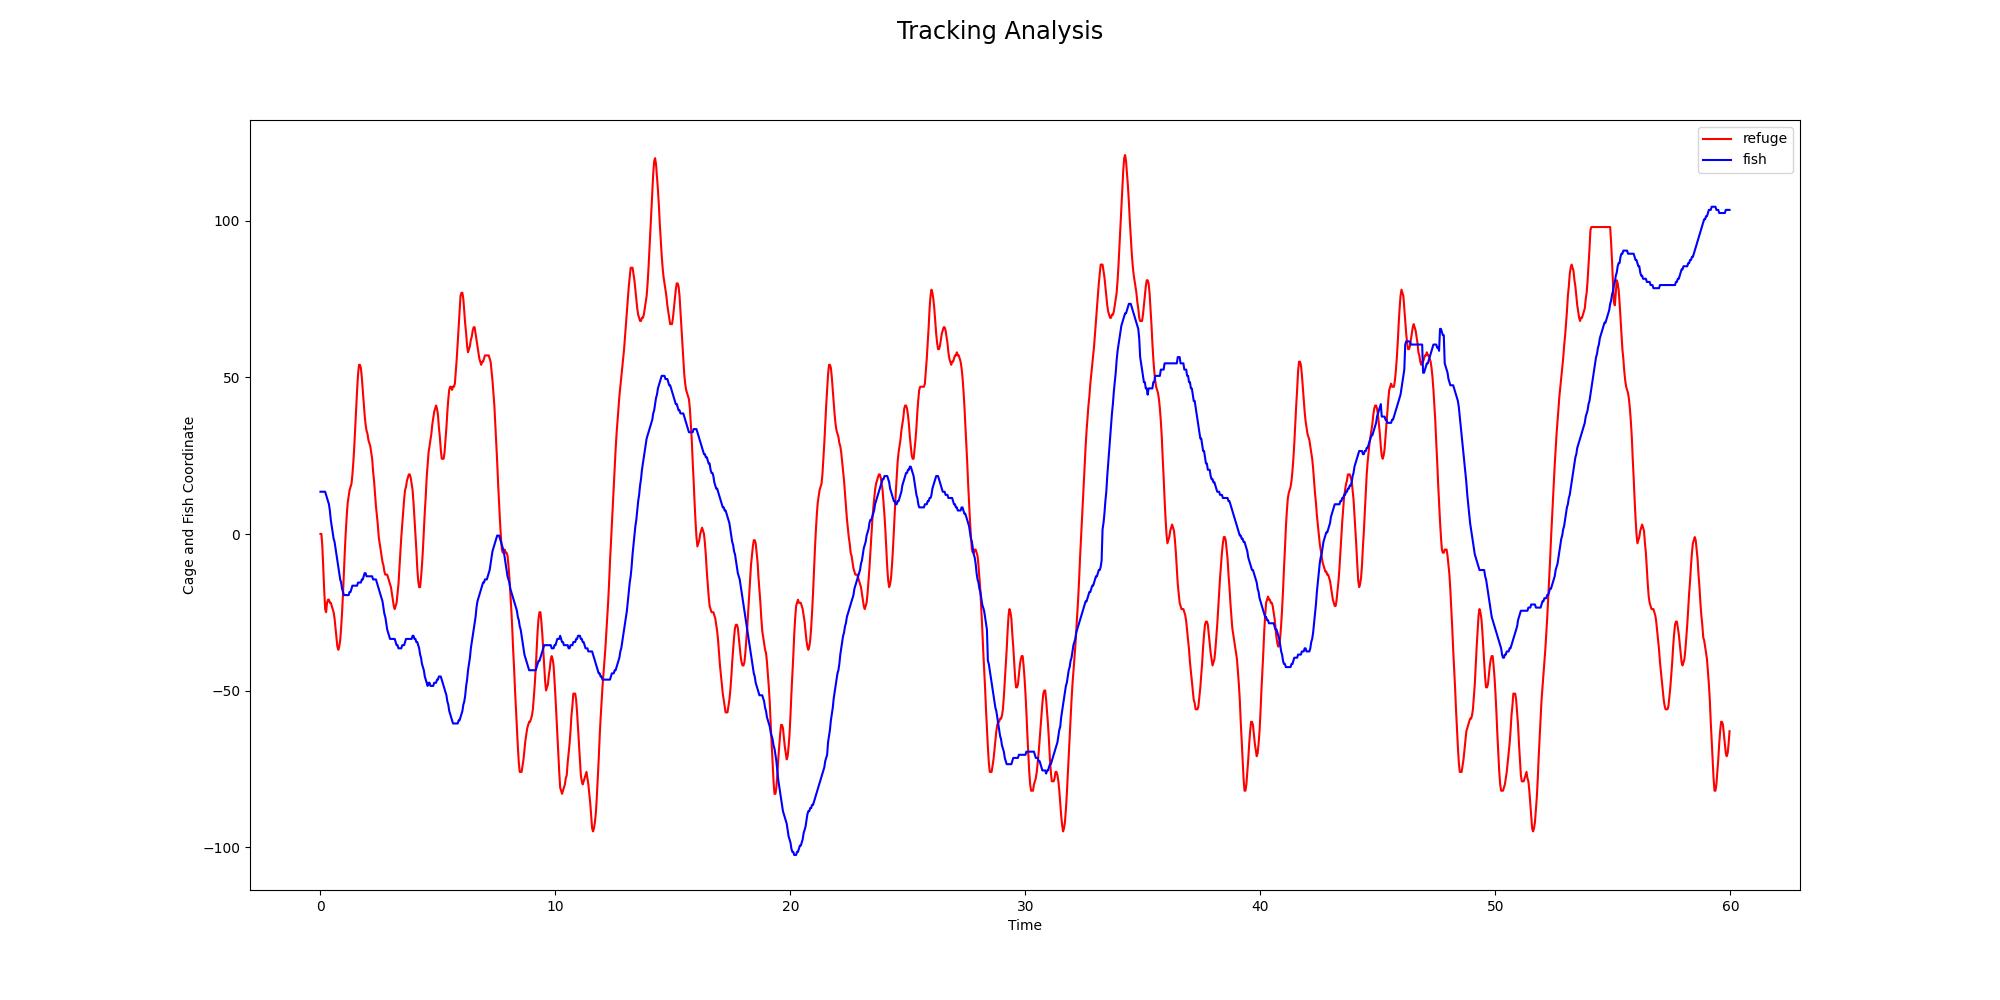 Tracking Analysis
refuge
fish
Cage and Fish Coordinate
100
50
0
−50
−100
0 10 20 30 40 50 60
Time